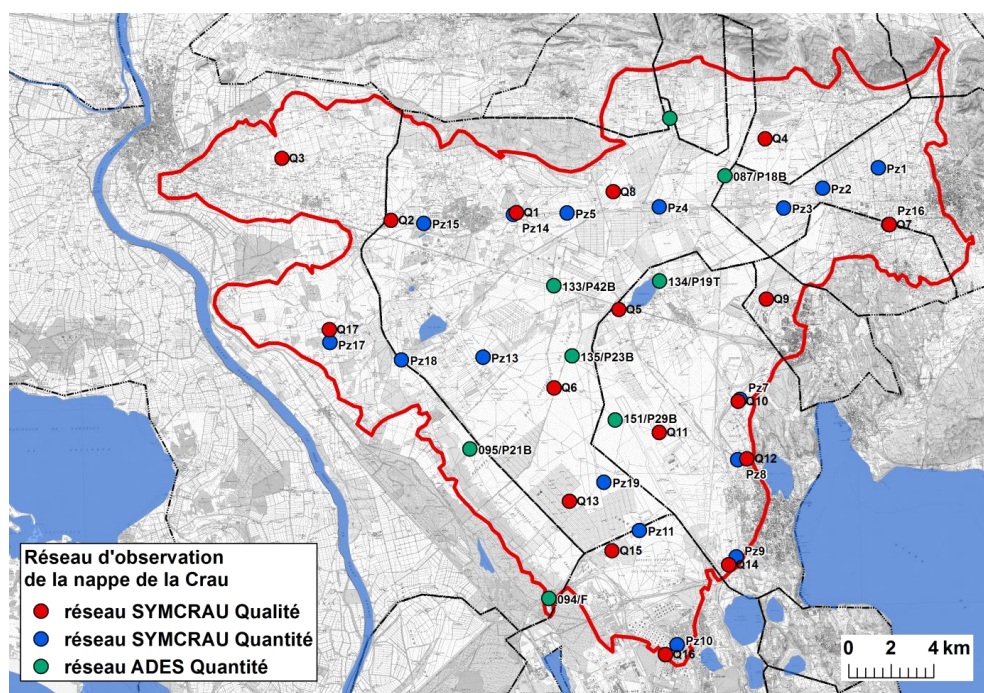 Q4
Q3
087/P18B
Pz1
Pz2
Q8
Pz4
Pz3
Pz16
Q7
Q2
Pz15
Q1
Pz14
Pz5
133/P42B
134/P19T
Q5
Q9
Q17
Pz17
Pz18
Pz13
135/P23B
Q6
Pz7
Q10
151/P29B
Q11
095/P21B
Q12
Pz8
Pz19
Q13
Pz11
Q15
Pz9
Q14
094/F
Pz10
Q16
Réseau d'observation
de la nappe de la Crau
réseau SYMCRAU Qualité
réseau SYMCRAU Quantité
réseau ADES Quantité
0 2 4 km